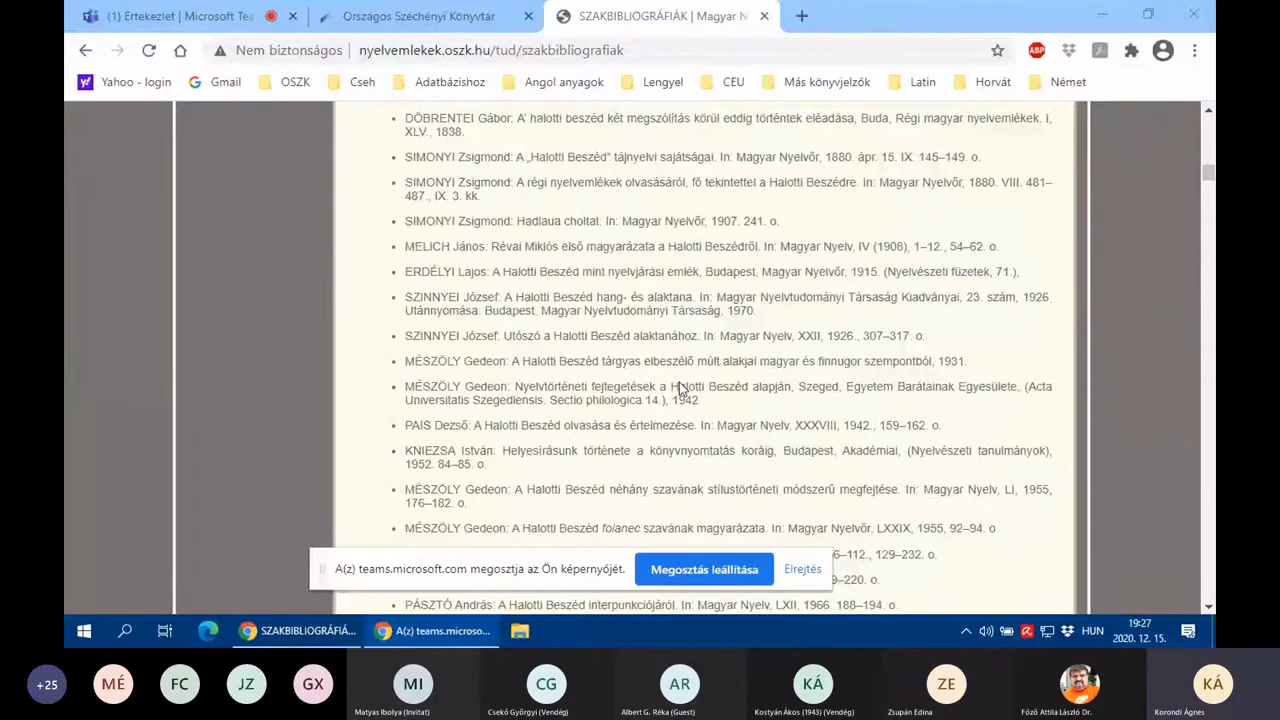 (1) Értekezlet | Microsoft Tea
Országos Széchényi Könyvtár
SZAKBIBLIOGRÁFIÁK | Magyar N
Nem biztonságos
nyelvemlekek.oszk.hu/tud/szakbibliografiak
ABP
Yahoo - login
Gmail
OSZK
Cseh
Adatbázishoz
Angol anyagok
Lengyel
CEU
Más könyvjelzők
Latin
Horvát
Német
DÖBRENTEI Gábor: A' halotti beszéd két megszólítás körül eddig történtek eléadása, Buda, Régi magyar nyelvemlékek. I,
XLV., 1838.
SIMONYI Zsigmond: A „Halotti Beszéd" tájnyelvi sajátságai. In: Magyar Nyelvőr, 1880. ápr. 15. IX. 145–149. o.
SIMONYI Zsigmond: A régi nyelvemlékek olvasásáról, fő tekintettel a Halotti Beszédre. In: Magyar Nyelvőr, 1880. VIII. 481–
487., IX. 3. kk.
SIMONYI Zsigmond: Hadlaua choltat. In: Magyar Nyelvőr, 1907. 241. o.
MELICH János: Révai Miklós első magyarázata a Halotti Beszédről. In: Magyar Nyelv, IV (1908), 1–12., 54–62. o.
ERDÉLYI Lajos: A Halotti Beszéd mint nyelvjárási emlék, Budapest, Magyar Nyelvőr, 1915. (Nyelvészeti füzetek, 71.),
SZINNYEI József: A Halotti Beszéd hang- és alaktana. In: Magyar Nyelvtudományi Társaság Kiadványai, 23. szám, 1926.
Utánnyomása: Budapest. Magyar Nyelvtudományi Társaság, 1970.
SZINNYEI József: Utószó a Halotti Beszéd alaktanához. In: Magyar Nyelv, XXII, 1926., 307–317. o.
MÉSZÖLY Gedeon: A Halotti Beszéd tárgyas elbeszélő múlt alakjai magyar és finnugor szempontból, 1931.
MÉSZÖLY Gedeon: Nyelvtörténeti fejtegetések a Halotti Beszéd alapján, Szeged, Egyetem Barátainak Egyesülete, (Acta
Universitatis Szegediensis. Sectio philologica 14.), 1942.
PAIS Dezső: A Halotti Beszéd olvasása és értelmezése. In: Magyar Nyelv, XXXVIII, 1942., 159–162. o.
KNIEZSA István: Helyesírásunk története a könyvnyomtatás koráig, Budapest, Akadémiai, (Nyelvészeti tanulmányok),
1952. 84–85. o.
MÉSZÖLY Gedeon: A Halotti Beszéd néhány szavának stílustörténeti módszerű megfejtése. In: Magyar Nyelv, LI, 1955,
176–182. o.
MÉSZÖLY Gedeon: A Halotti Beszéd foianec szavának magyarázata. In: Magyar Nyelvőr, LXXIX, 1955, 92–94. o
6–112., 129–232. o.
A(z) teams.microsoft.com megosztja az Ön képernyőjét.
Megosztás leállítása
Elrejtés
9–220. o.
PÁSZTÓ András: A Halotti Beszéd interpunkciójáról. In: Magyar Nyelv, LXII, 1966. 188–194. o.
SZAKBIBLIOGRÁFIÁ...
A(z) teams.microso...
HUN
19:27
2020. 12. 15.
+25
MÉ
FC
JZ
GX
MI
CG
AR
KÁ
ZE
KÁ
Matyas Ibolya (Invitat)
Csekő Györgyi (Vendég)
Albert G. Réka (Guest)
Kostyán Ákos (1943) (Vendég)
Zsupán Edina
Főző Attila László Dr.
Korondi Ágnes